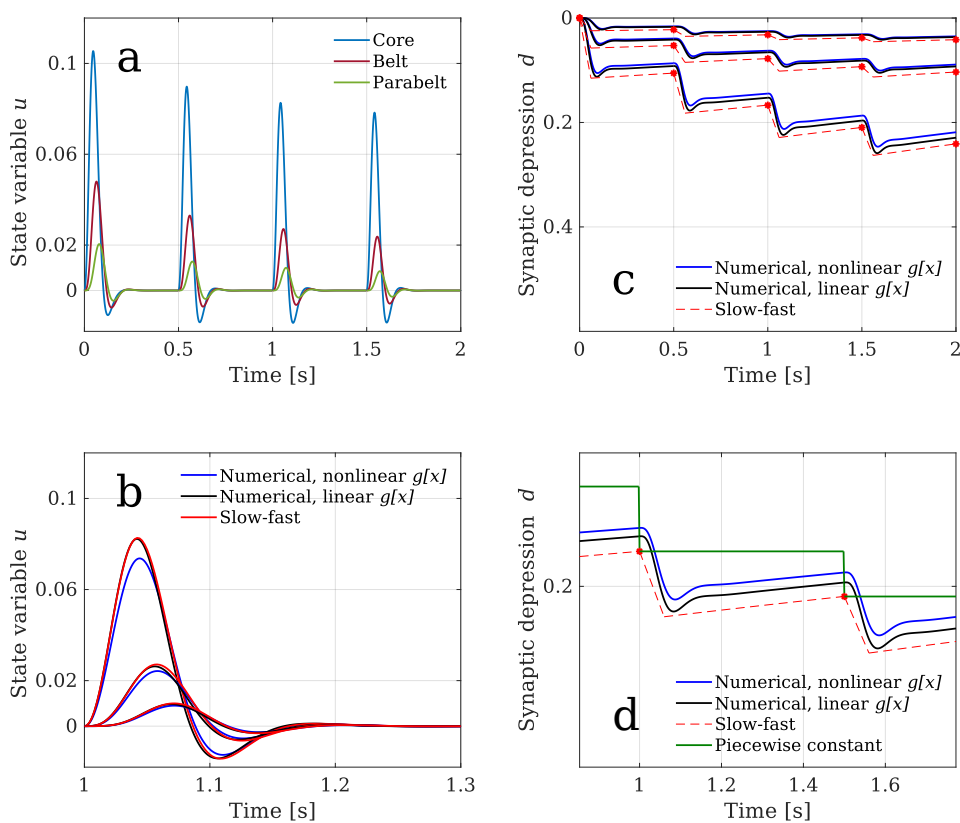 a
Core
Belt
Parabelt
State variable u
0.1
0.06
0.02
0
0 0.5 1 1.5 2
Time [s]
c
Numerical, nonlinear g[x]
Numerical, linear g[x]
Slow-fast
Synaptic depression d
0
0.2
0.4
0 0.5 1 1.5 2
Time [s]
b
Numerical, nonlinear g[x]
Numerical, linear g[x]
Slow-fast
State variable u
0.1
0.06
0.02
0
1 1.1 1.2 1.3
Time [s]
d
Numerical, nonlinear g[x]
Numerical, linear g[x]
Slow-fast
Piecewise constant
Synaptic depression d
0.2
1 1.2 1.4 1.6
Time [s]